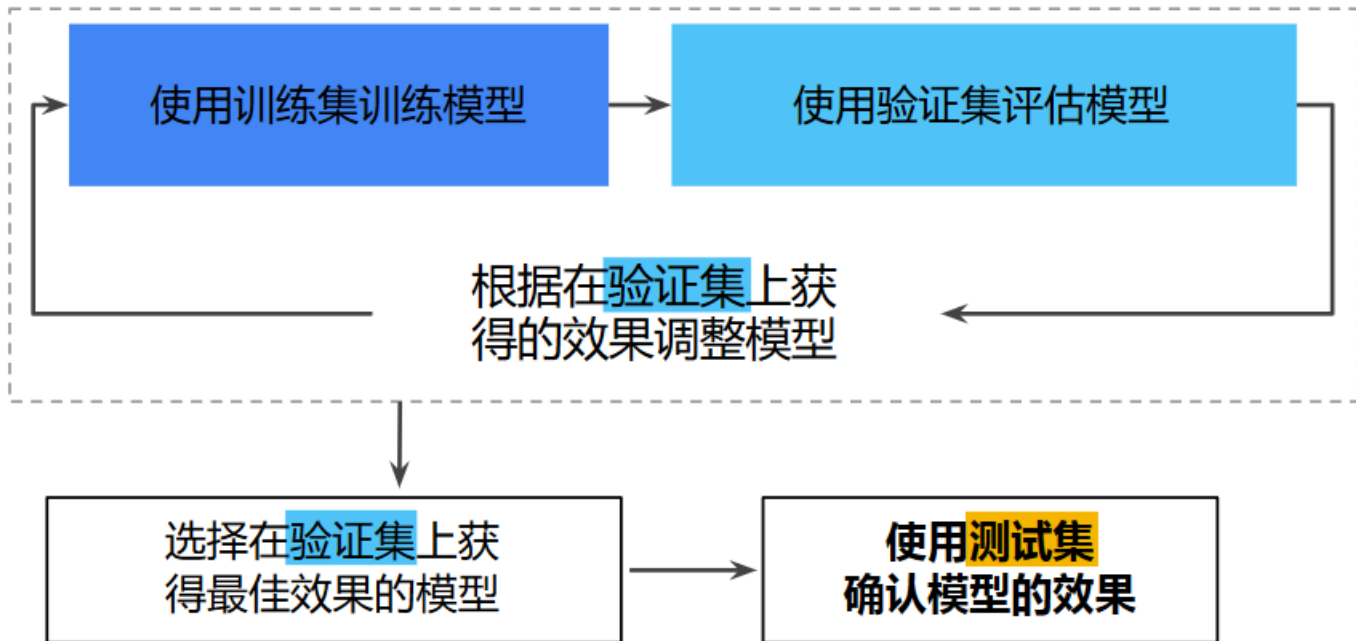 使用训练集训练模型
使用验证集评估模型
根据在验证集上获
得的效果调整模型
选择在验证集上获
得最佳效果的模型
使用测试集
确认模型的效果